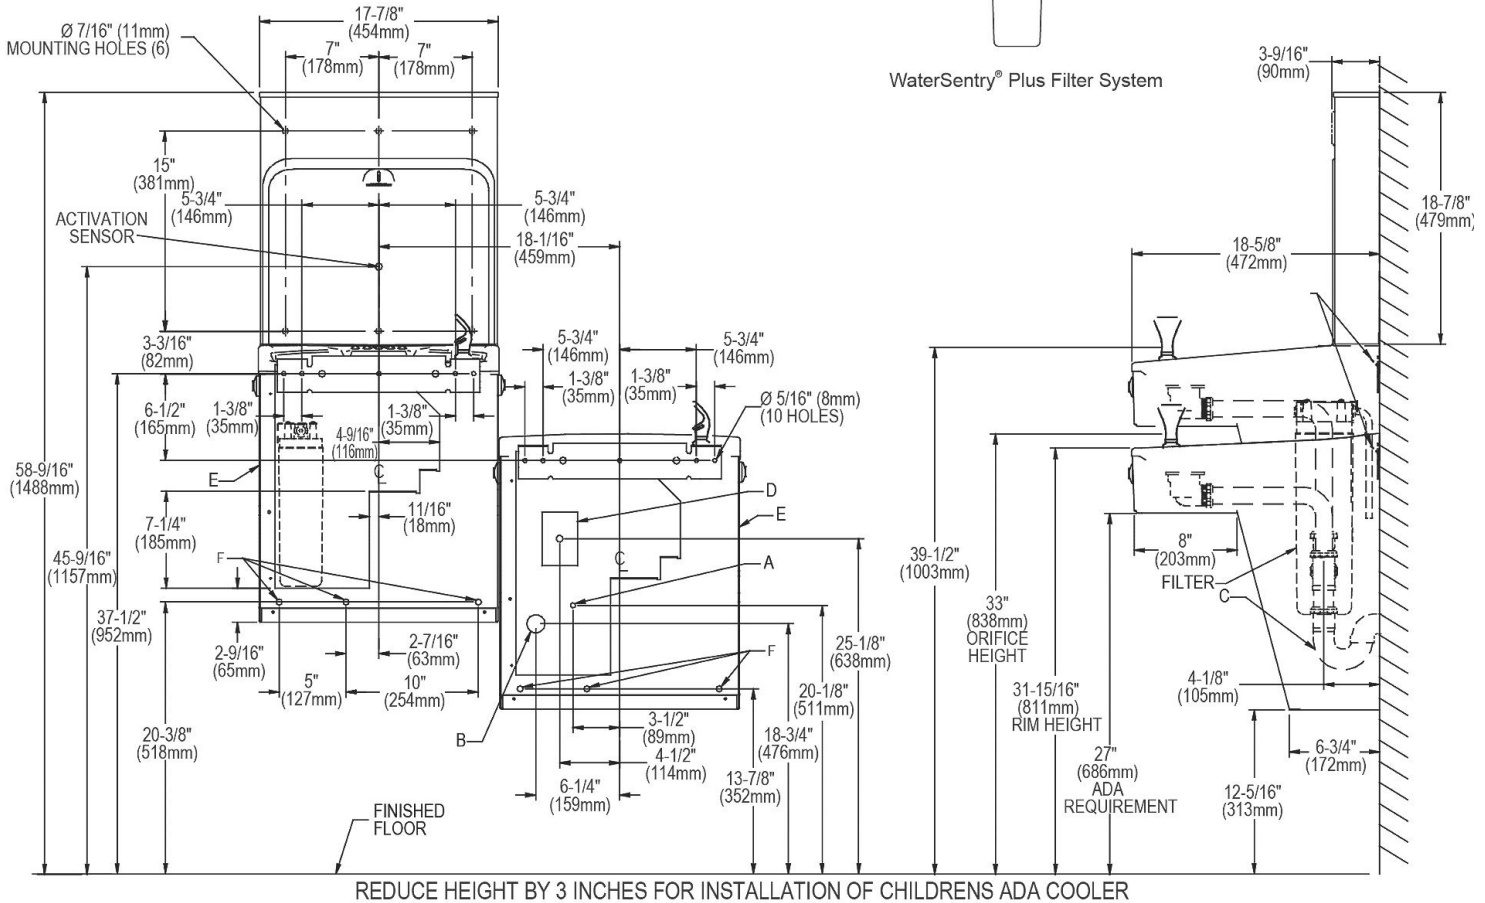 17-7/8"
(454mm)
Ø 7/16" (11mm)
MOUNTING HOLES (6)
7"
(178mm)
7"
(178mm)
15"
(381mm)
5-3/4"
(146mm)
5-3/4"
(146mm)
ACTIVATION
SENSOR
18-1/16"
(459mm)
3-3/16"
(82mm)
5-3/4"
(146mm)
5-3/4"
(146mm)
1-3/8"
(35mm)
1-3/8"
(35mm)
6-1/2"
(165mm)
1-3/8"
(35mm)
1-3/8"
(35mm)
Ø 5/16" (8mm)
(10 HOLES)
4-9/16"
(116mm)
C
L
58-9/16"
(1488mm)
E
D
7-1/4"
(185mm)
11/16"
(18mm)
E
45-9/16"
(1157mm)
F
C
L
A
37-1/2"
(952mm)
2-9/16"
(65mm)
2-7/16"
(63mm)
25-1/8"
(638mm)
F
5"
(127mm)
10"
(254mm)
20-1/8"
(511mm)
20-3/8"
(518mm)
B
3-1/2"
(89mm)
18-3/4"
(476mm)
4-1/2"
(114mm)
6-1/4"
(159mm)
13-7/8"
(352mm)
FINISHED
FLOOR
WaterSentry® Plus Filter System
3-9/16"
(90mm)
18-7/8"
(479mm)
18-5/8"
(472mm)
39-1/2"
(1003mm)
8"
(203mm)
FILTER
C
33"
(838mm)
ORIFICE
HEIGHT
31-15/16"
(811mm)
RIM HEIGHT
4-1/8"
(105mm)
27"
(686mm)
ADA
REQUIREMENT
6-3/4"
(172mm)
12-5/16"
(313mm)
REDUCE HEIGHT BY 3 INCHES FOR INSTALLATION OF CHILDRENS ADA COOLER